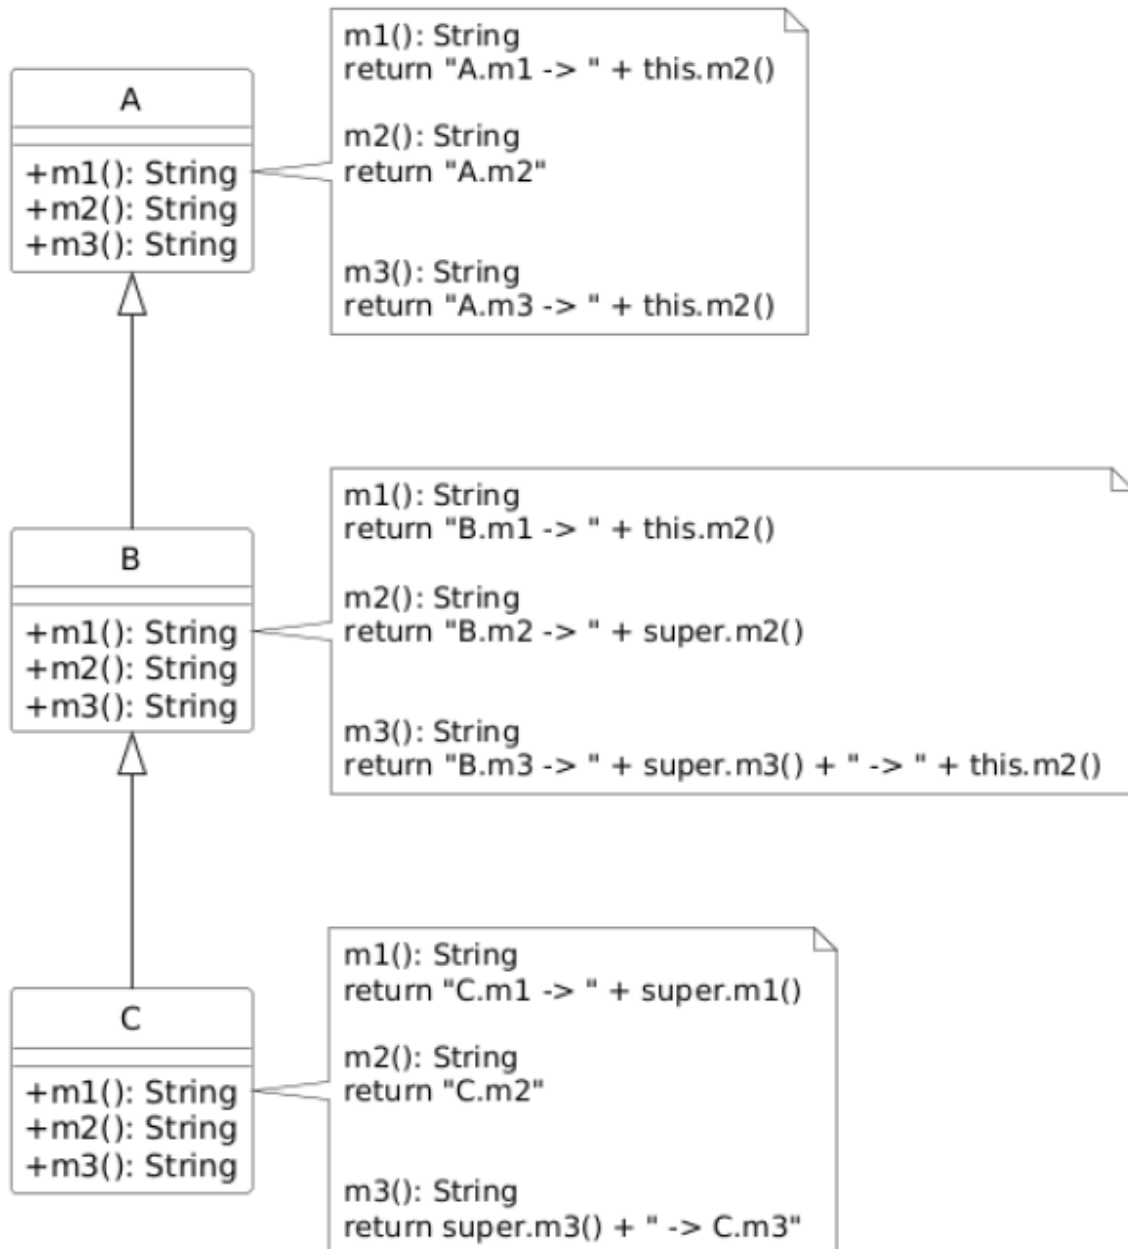 A
+m1(): String
+m2(): String
+m3(): String
m1(): String
return "A.m1 -> " + this.m2()
m2(): String
return "A.m2"
m3(): String
return "A.m3 -> " + this.m2()
B
+m1(): String
+m2(): String
+m3(): String
m1(): String
return "B.m1 -> " + this.m2()
m2(): String
return "B.m2 -> " + super.m2()
m3(): String
return "B.m3 -> " + super.m3() + " -> " + this.m2()
C
+m1(): String
+m2(): String
+m3(): String
m1(): String
return "C.m1 -> " + super.m1()
m2(): String
return "C.m2"
m3(): String
return super.m3() + " -> C.m3"